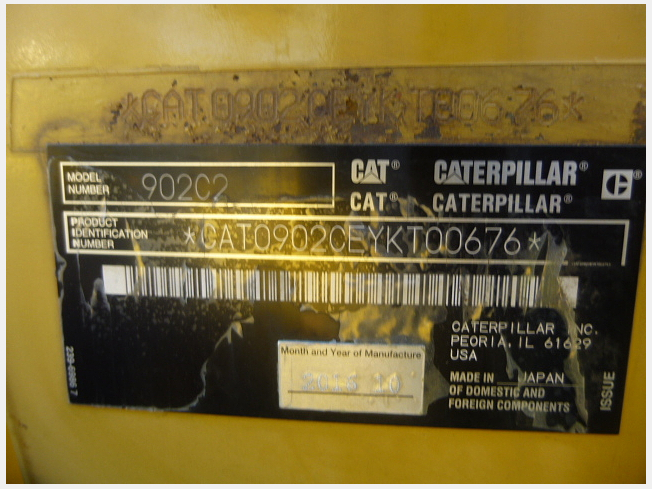 *CAT0902CEYKT00676*
MODEL
NUMBER
902C2
CAT® CATERPILLAR®
CAT® CATERPILLAR®
PRODUCT
IDENTIFICATION
NUMBER
*CAT0902CEYKT00676*
CATERPILLAR INC.
PEORIA, IL 61629
USA
Month and Year of Manufacture
MADE IN JAPAN
OF DOMESTIC AND
FOREIGN COMPONENTS
ISSUE